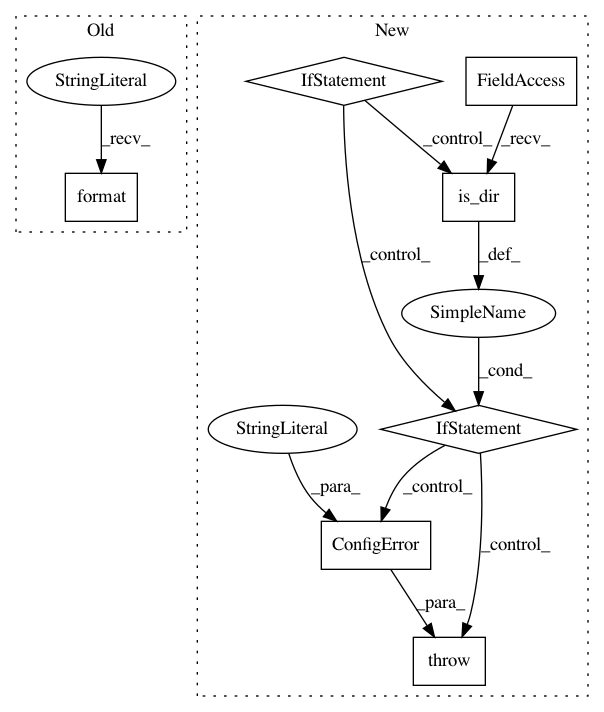 Old
New
StringLiteral
IfStatement
FieldAccess
_recv_
_control_
_recv_
format
is_dir
_control_
_def_
SimpleName
_cond_
StringLiteral
IfStatement
_para_
_control_
_control_
ConfigError
_para_
throw